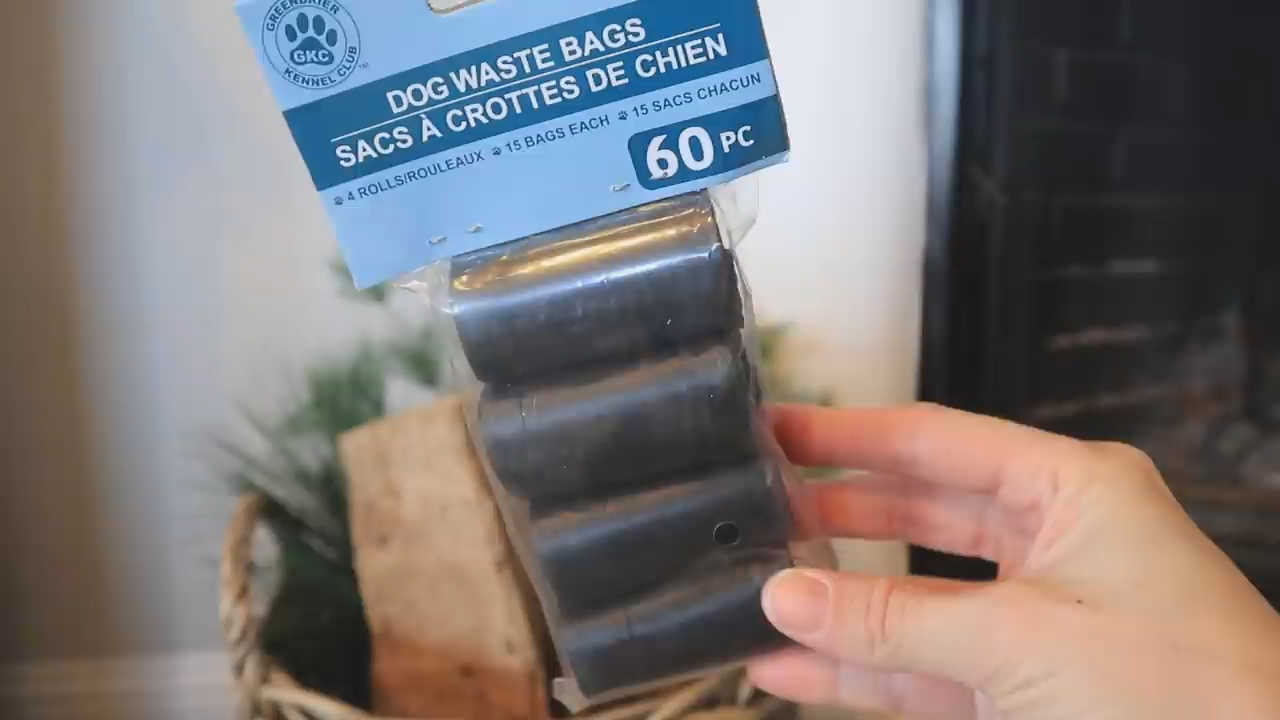 GREENBRIER
GKC
KENNEL CLUB™
DOG WASTE BAGS
SACS À CROTTES DE CHIEN
4 ROLLS/ROULEAUX 15 BAGS EACH 15 SACS CHACUN
60 PC